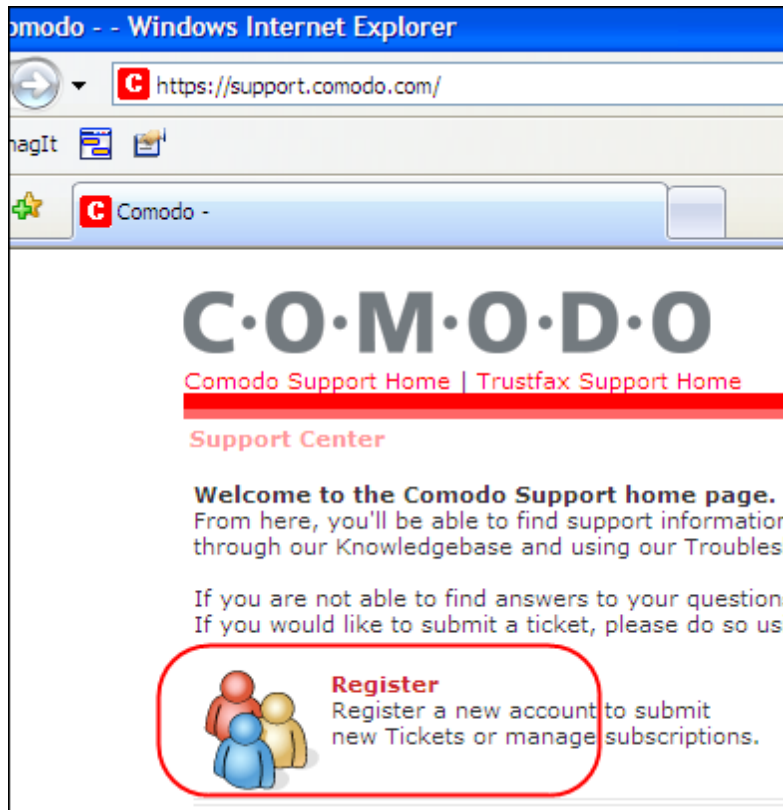 omodo - - Windows Internet Explorer
C https://support.comodo.com/
nagIt
C Comodo -
C·O·M·O·D·O
Comodo Support Home | Trustfax Support Home
Support Center
Welcome to the Comodo Support home page.
From here, you'll be able to find support information
through our Knowledgebase and using our Troubles
If you are not able to find answers to your question
If you would like to submit a ticket, please do so us
Register
Register a new account to submit
new Tickets or manage subscriptions.